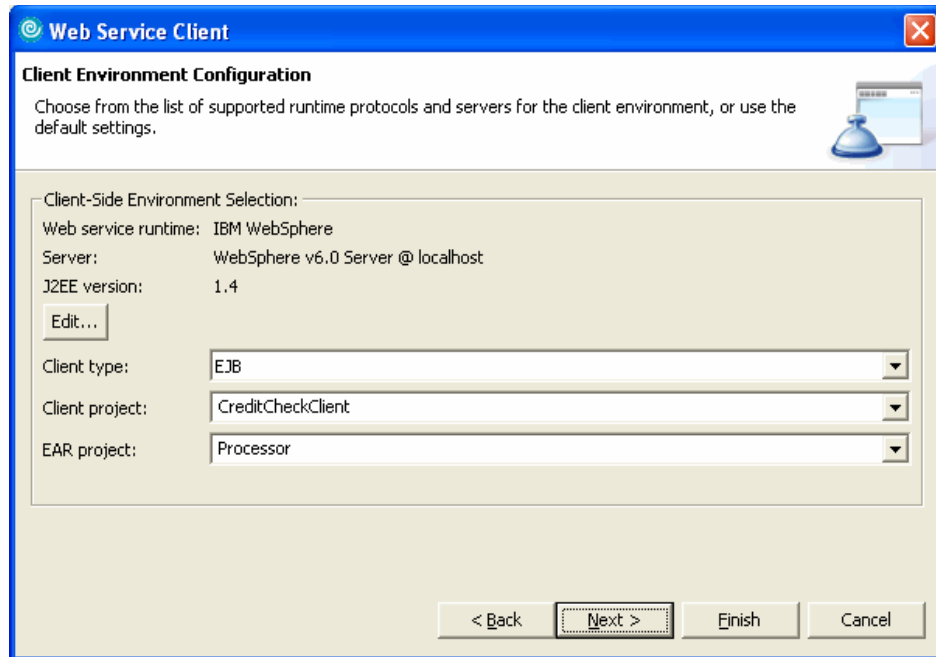 Web Service Client
Client Environment Configuration
Choose from the list of supported runtime protocols and servers for the client environment, or use the
default settings.
Client-Side Environment Selection:
Web service runtime: IBM WebSphere
Server: WebSphere v6.0 Server @ localhost
J2EE version: 1.4
Edit...
Client type: EJB
Client project: CreditCheckClient
EAR project: Processor
< Back Next > Finish Cancel